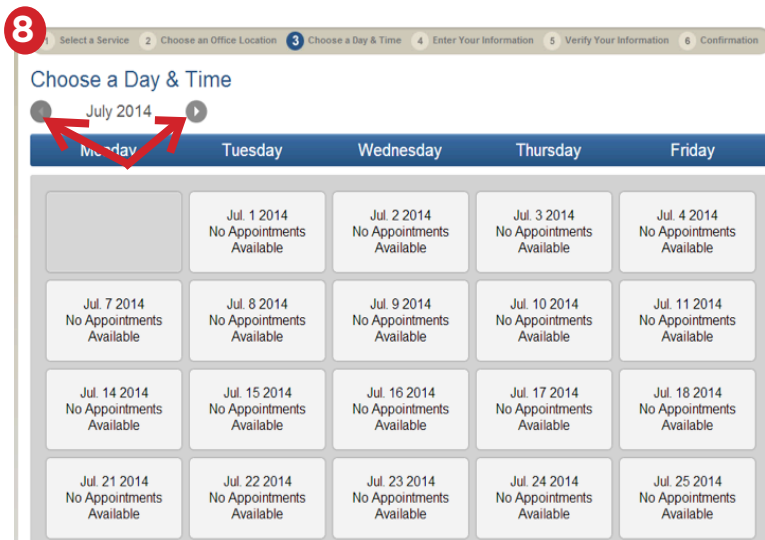 8
1 Select a Service 2 Choose an Office Location 3 Choose a Day & Time 4 Enter Your Information 5 Verify Your Information 6 Confirmation
Choose a Day & Time
July 2014
Monday Tuesday Wednesday Thursday Friday
Jul. 1 2014 Jul. 2 2014 Jul. 3 2014 Jul. 4 2014
No Appointments No Appointments No Appointments No Appointments
Available Available Available Available
Jul. 7 2014 Jul. 8 2014 Jul. 9 2014 Jul. 10 2014 Jul. 11 2014
No Appointments No Appointments No Appointments No Appointments No Appointments
Available Available Available Available Available
Jul. 14 2014 Jul. 15 2014 Jul. 16 2014 Jul. 17 2014 Jul. 18 2014
No Appointments No Appointments No Appointments No Appointments No Appointments
Available Available Available Available Available
Jul. 21 2014 Jul. 22 2014 Jul. 23 2014 Jul. 24 2014 Jul. 25 2014
No Appointments No Appointments No Appointments No Appointments No Appointments
Available Available Available Available Available